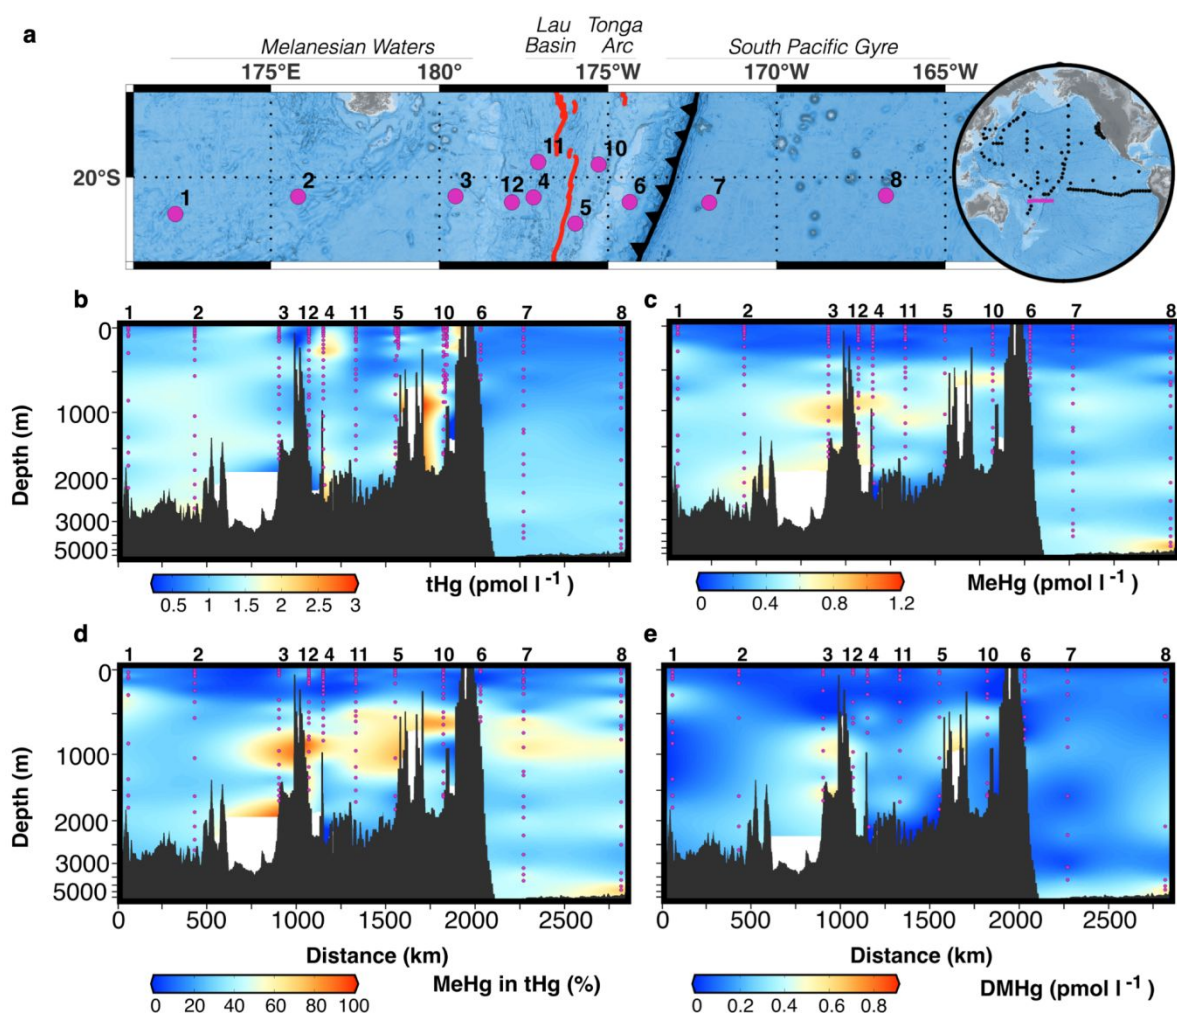 a
Melanesian Waters
Lau Basin
Tonga Arc
South Pacific Gyre
175°E 180° 175°W 170°W 165°W
20°S
1 2 3 12 4 11 5 10 6 7 8
b
1 2 3 12 4 11 5 10 6 7 8
Depth (m)
0
1000
2000
3000
5000
0.5 1 1.5 2 2.5 3
tHg (pmol l⁻¹)
c
1 2 3 12 4 11 5 10 6 7 8
0 0.4 0.8 1.2
MeHg (pmol l⁻¹)
d
1 2 3 12 4 11 5 10 6 7 8
Depth (m)
0
1000
2000
3000
5000
0 500 1000 1500 2000 2500
Distance (km)
0 20 40 60 80 100
MeHg in tHg (%)
e
1 2 3 12 4 11 5 10 6 7 8
0 500 1000 1500 2000 2500
Distance (km)
0 0.2 0.4 0.6 0.8
DMHg (pmol l⁻¹)